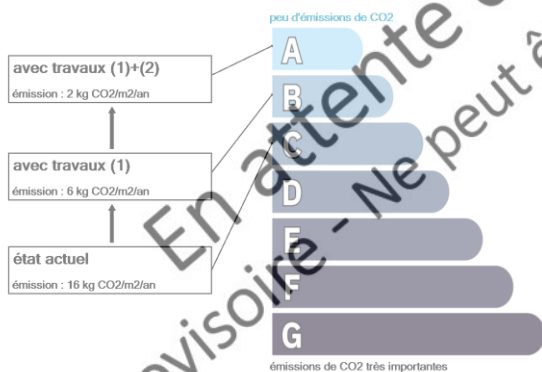 peu d'émissions de CO2
A
avec travaux (1)+(2)
émission : 2 kg CO2/m2/an
B
C
avec travaux (1)
émission : 6 kg CO2/m2/an
D
E
état actuel
émission : 16 kg CO2/m2/an
F
G
émissions de CO2 très importantes
En attente
Ne peut